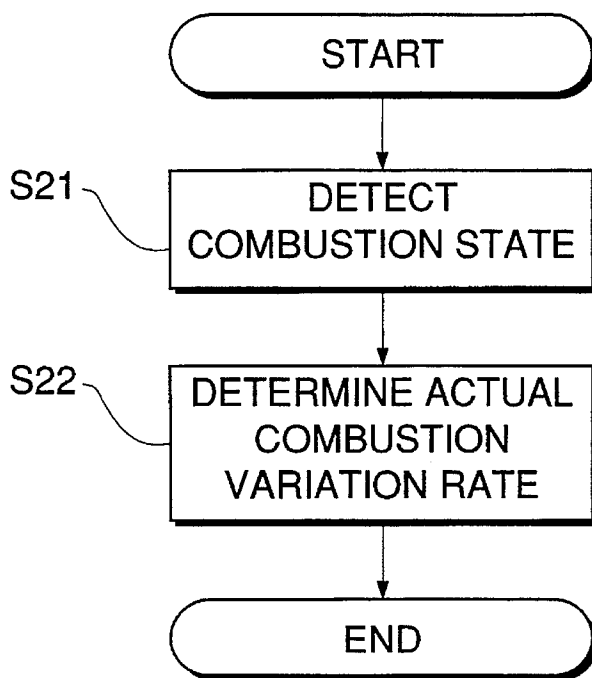 START
S21
DETECT
COMBUSTION STATE
S22
DETERMINE ACTUAL
COMBUSTION
VARIATION RATE
END